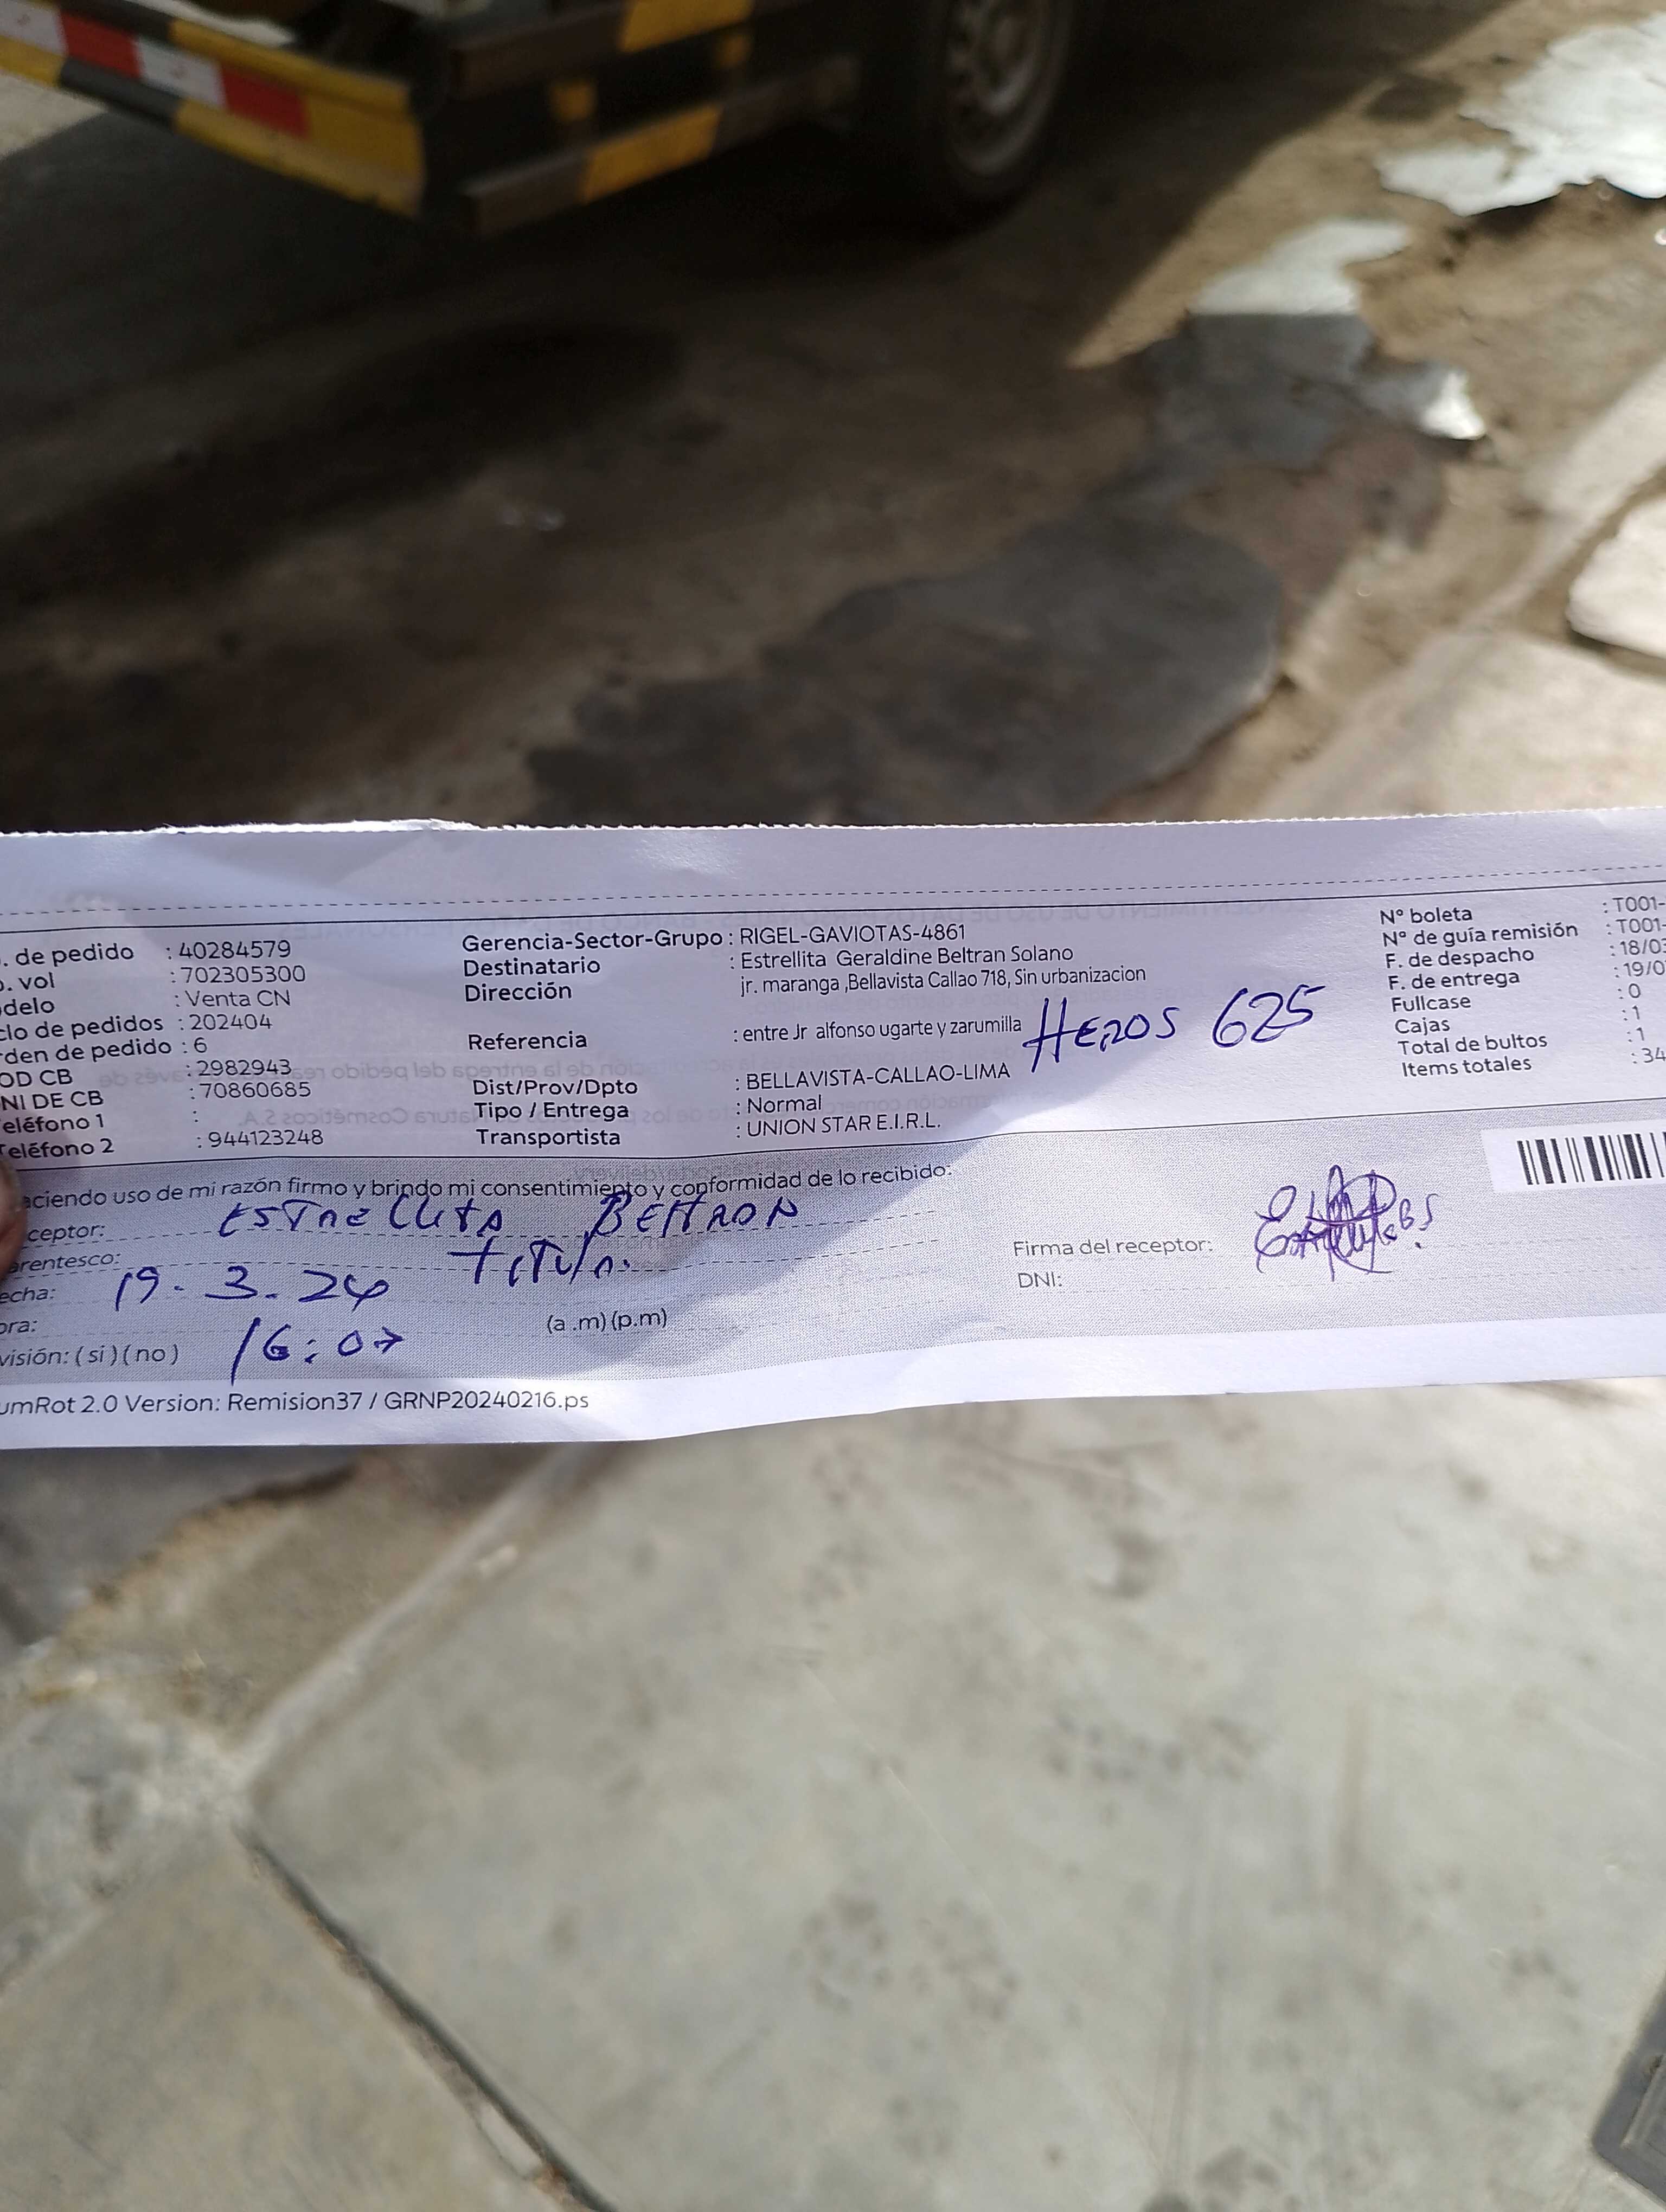 . de pedido : 40284579
. vol : 702305300
delo : Venta CN
clo de pedidos : 202404
den de pedido : 6
OD CB : 2982943
NI DE CB : 70860685
eléfono 1 :
Teléfono 2 : 944123248
Gerencia-Sector-Grupo : RIGEL-GAVIOTAS-4861
Destinatario : Estrellita Geraldine Beltran Solano
Dirección jr. maranga ,Bellavista Callao 718, Sin urbanizacion
Referencia : entre Jr alfonso ugarte y zarumilla
HEROS 625
Dist/Prov/Dpto : BELLAVISTA-CALLAO-LIMA
Tipo / Entrega : Normal
Transportista : UNION STAR E.I.R.L.
N° boleta : T001-
N° de guía remisión : T001-
F. de despacho : 18/03
F. de entrega : 19/0
Fullcase : 0
Cajas : 1
Total de bultos : 1
Items totales : 34
aciendo uso de mi razón firmo y brindo mi consentimiento y conformidad de lo recibido:
ceptor: ESTRELLITA BELTRAN
arentesco: TITULA.
echa: 19.3.24
ora: 16:07 (a .m) (p.m)
visión: ( si ) ( no )
Firma del receptor:
DNI:
umRot 2.0 Version: Remision37 / GRNP20240216.ps